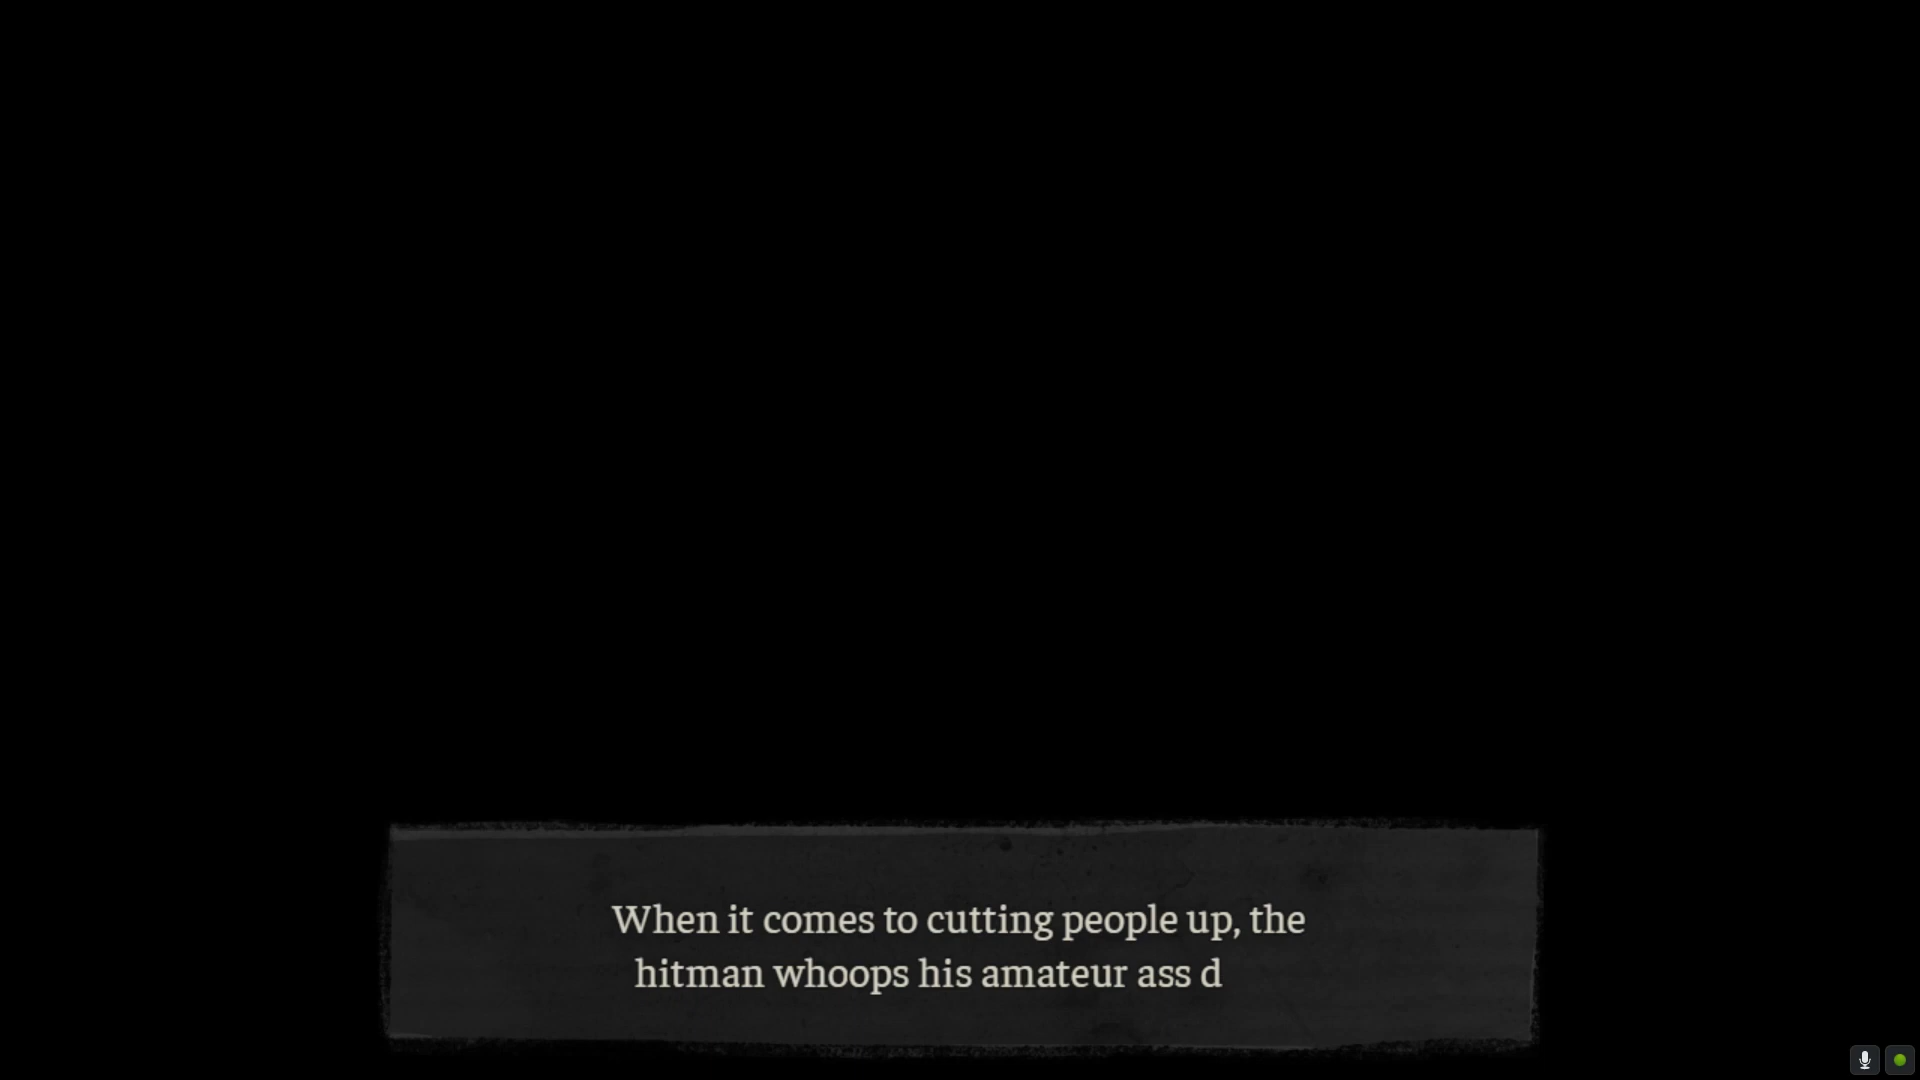 When it comes to cutting people up, the
hitman whoops his amateur ass d